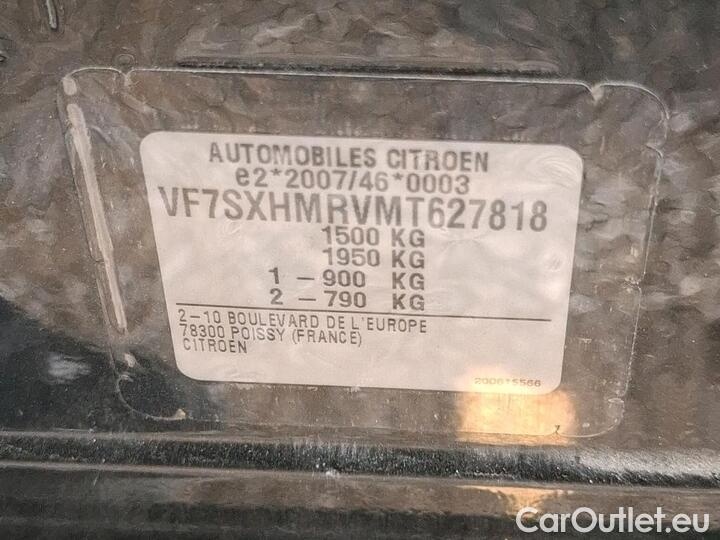 AUTOMOBILES CITROEN
e2*2007/46*0003
VF7SXHMRVMT627818
1500 KG
1950 KG
1 – 900 KG
2 – 790 KG
2–10 BOULEVARD DE L'EUROPE
78300 POISSY (FRANCE)
CITROEN
200615566
CarOutlet.eu